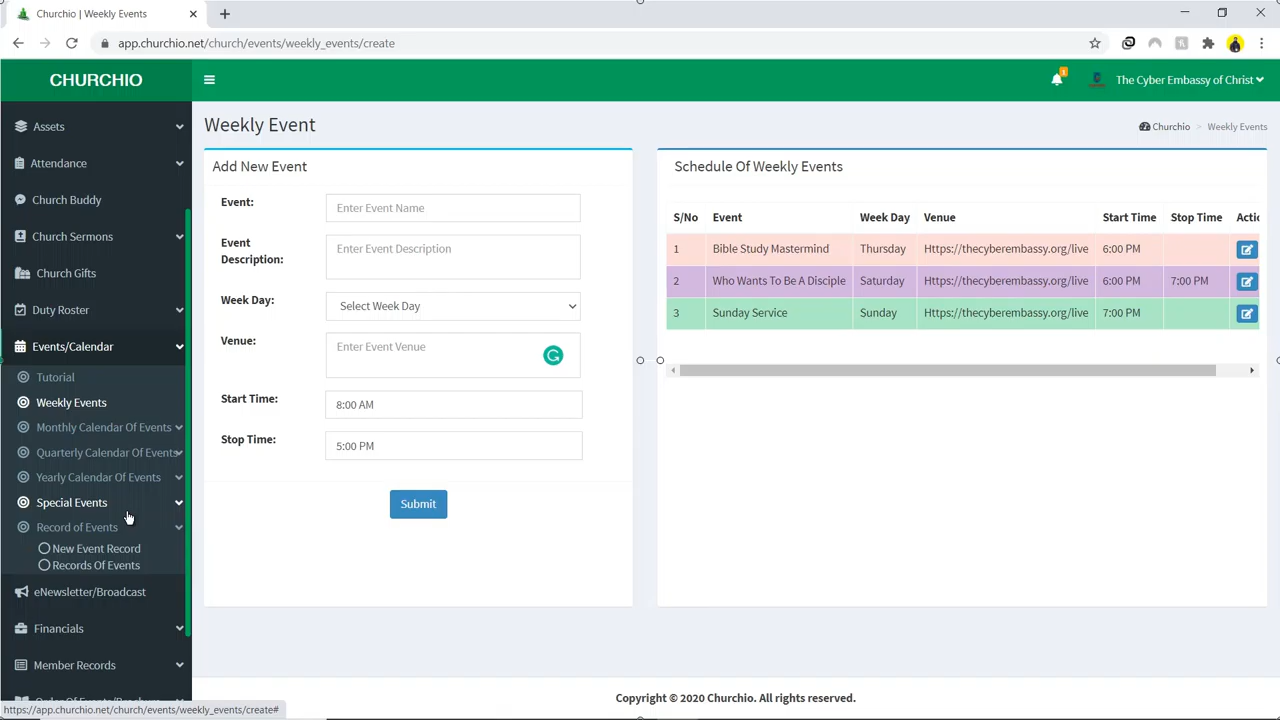 Churchio | Weekly Events
app.churchio.net/church/events/weekly_events/create
CHURCHIO
1
The Cyber Embassy of Christ
Assets
Attendance
Church Buddy
Church Sermons
Church Gifts
Duty Roster
Events/Calendar
Tutorial
Weekly Events
Monthly Calendar Of Events
Quarterly Calendar Of Events
Yearly Calendar Of Events
Special Events
Record of Events
New Event Record
Records Of Events
eNewsletter/Broadcast
Financials
Member Records
https://app.churchio.net/church/events/weekly_events/create#
Weekly Event
Churchio > Weekly Events
Add New Event
Event:
Enter Event Name
Event
Description:
Enter Event Description
Week Day:
Select Week Day
Venue:
Enter Event Venue
Start Time:
8:00 AM
Stop Time:
5:00 PM
Submit
Schedule Of Weekly Events
S/No Event Week Day Venue Start Time Stop Time Actic
1 Bible Study Mastermind Thursday Https://thecyberembassy.org/live 6:00 PM
2 Who Wants To Be A Disciple Saturday Https://thecyberembassy.org/live 6:00 PM 7:00 PM
3 Sunday Service Sunday Https://thecyberembassy.org/live 7:00 PM
Copyright © 2020 Churchio. All rights reserved.